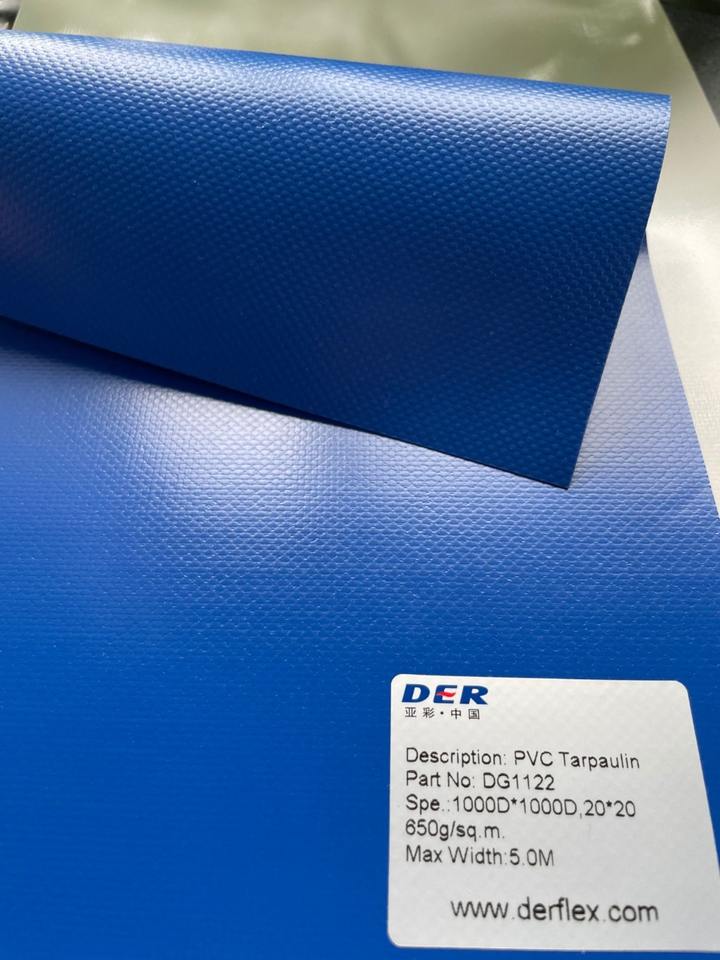 DER
亚彩·中国
Description: PVC Tarpaulin
Part No: DG1122
Spe.:1000D*1000D,20*20
650g/sq.m.
Max Width:5.0M
www.derflex.com